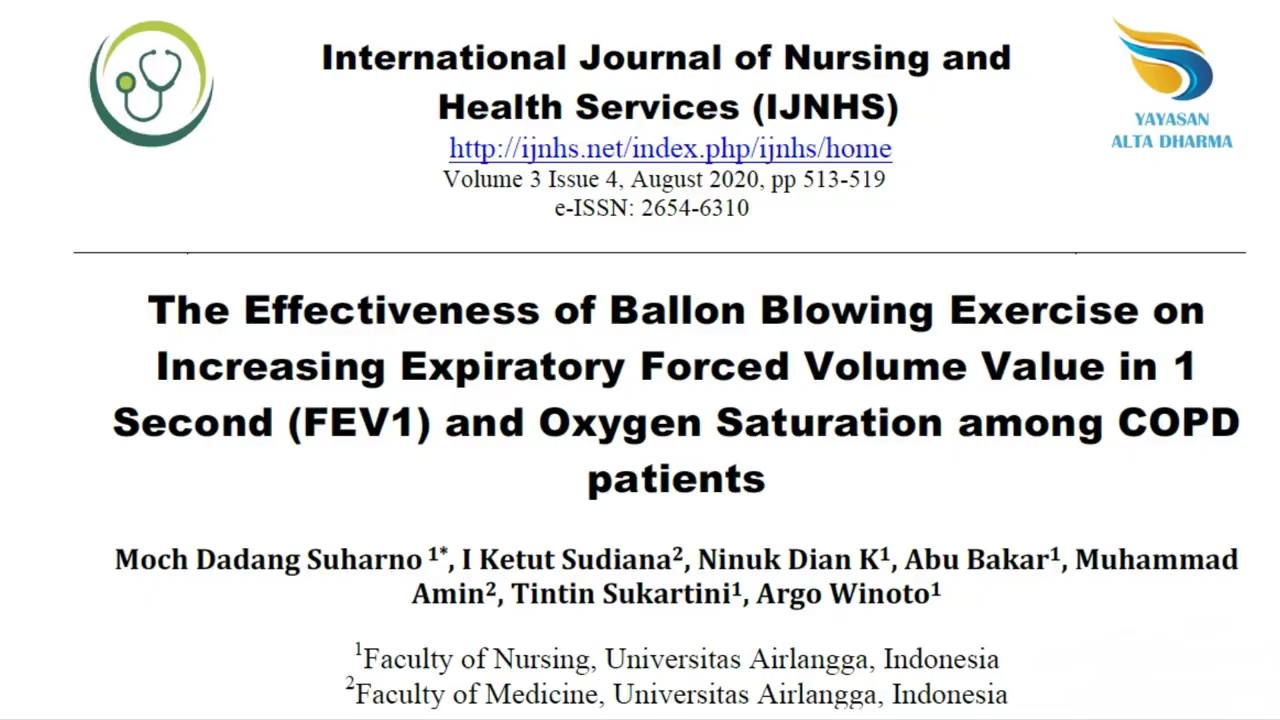 International Journal of Nursing and
Health Services (IJNHS)
http://ijnhs.net/index.php/ijnhs/home
Volume 3 Issue 4, August 2020, pp 513-519
e-ISSN: 2654-6310
YAYASAN
ALTA DHARMA
The Effectiveness of Ballon Blowing Exercise on
Increasing Expiratory Forced Volume Value in 1
Second (FEV1) and Oxygen Saturation among COPD
patients
Moch Dadang Suharno 1*, I Ketut Sudiana2, Ninuk Dian K1, Abu Bakar1, Muhammad
Amin2, Tintin Sukartini1, Argo Winoto1
1Faculty of Nursing, Universitas Airlangga, Indonesia
2Faculty of Medicine, Universitas Airlangga, Indonesia